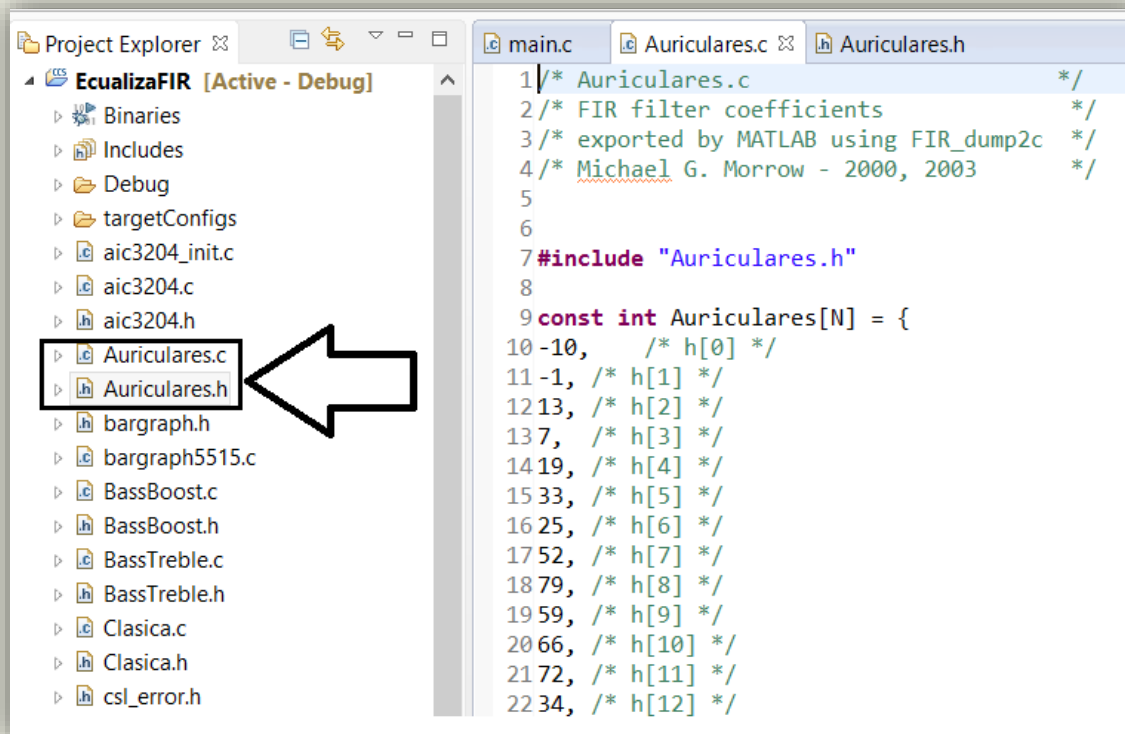 Project Explorer
EcualizaFIR [Active - Debug]
Binaries
Includes
Debug
targetConfigs
aic3204_init.c
aic3204.c
aic3204.h
Auriculares.c
Auriculares.h
bargraph.h
bargraph5515.c
BassBoost.c
BassBoost.h
BassTreble.c
BassTreble.h
Clasica.c
Clasica.h
csl_error.h
main.c Auriculares.c Auriculares.h
1 /* Auriculares.c */
2 /* FIR filter coefficients */
3 /* exported by MATLAB using FIR_dump2c */
4 /* Michael G. Morrow - 2000, 2003 */
5
6
7 #include "Auriculares.h"
8
9 const int Auriculares[N] = {
10 -10, /* h[0] */
11 -1, /* h[1] */
12 13, /* h[2] */
13 7, /* h[3] */
14 19, /* h[4] */
15 33, /* h[5] */
16 25, /* h[6] */
17 52, /* h[7] */
18 79, /* h[8] */
19 59, /* h[9] */
20 66, /* h[10] */
21 72, /* h[11] */
22 34, /* h[12] */